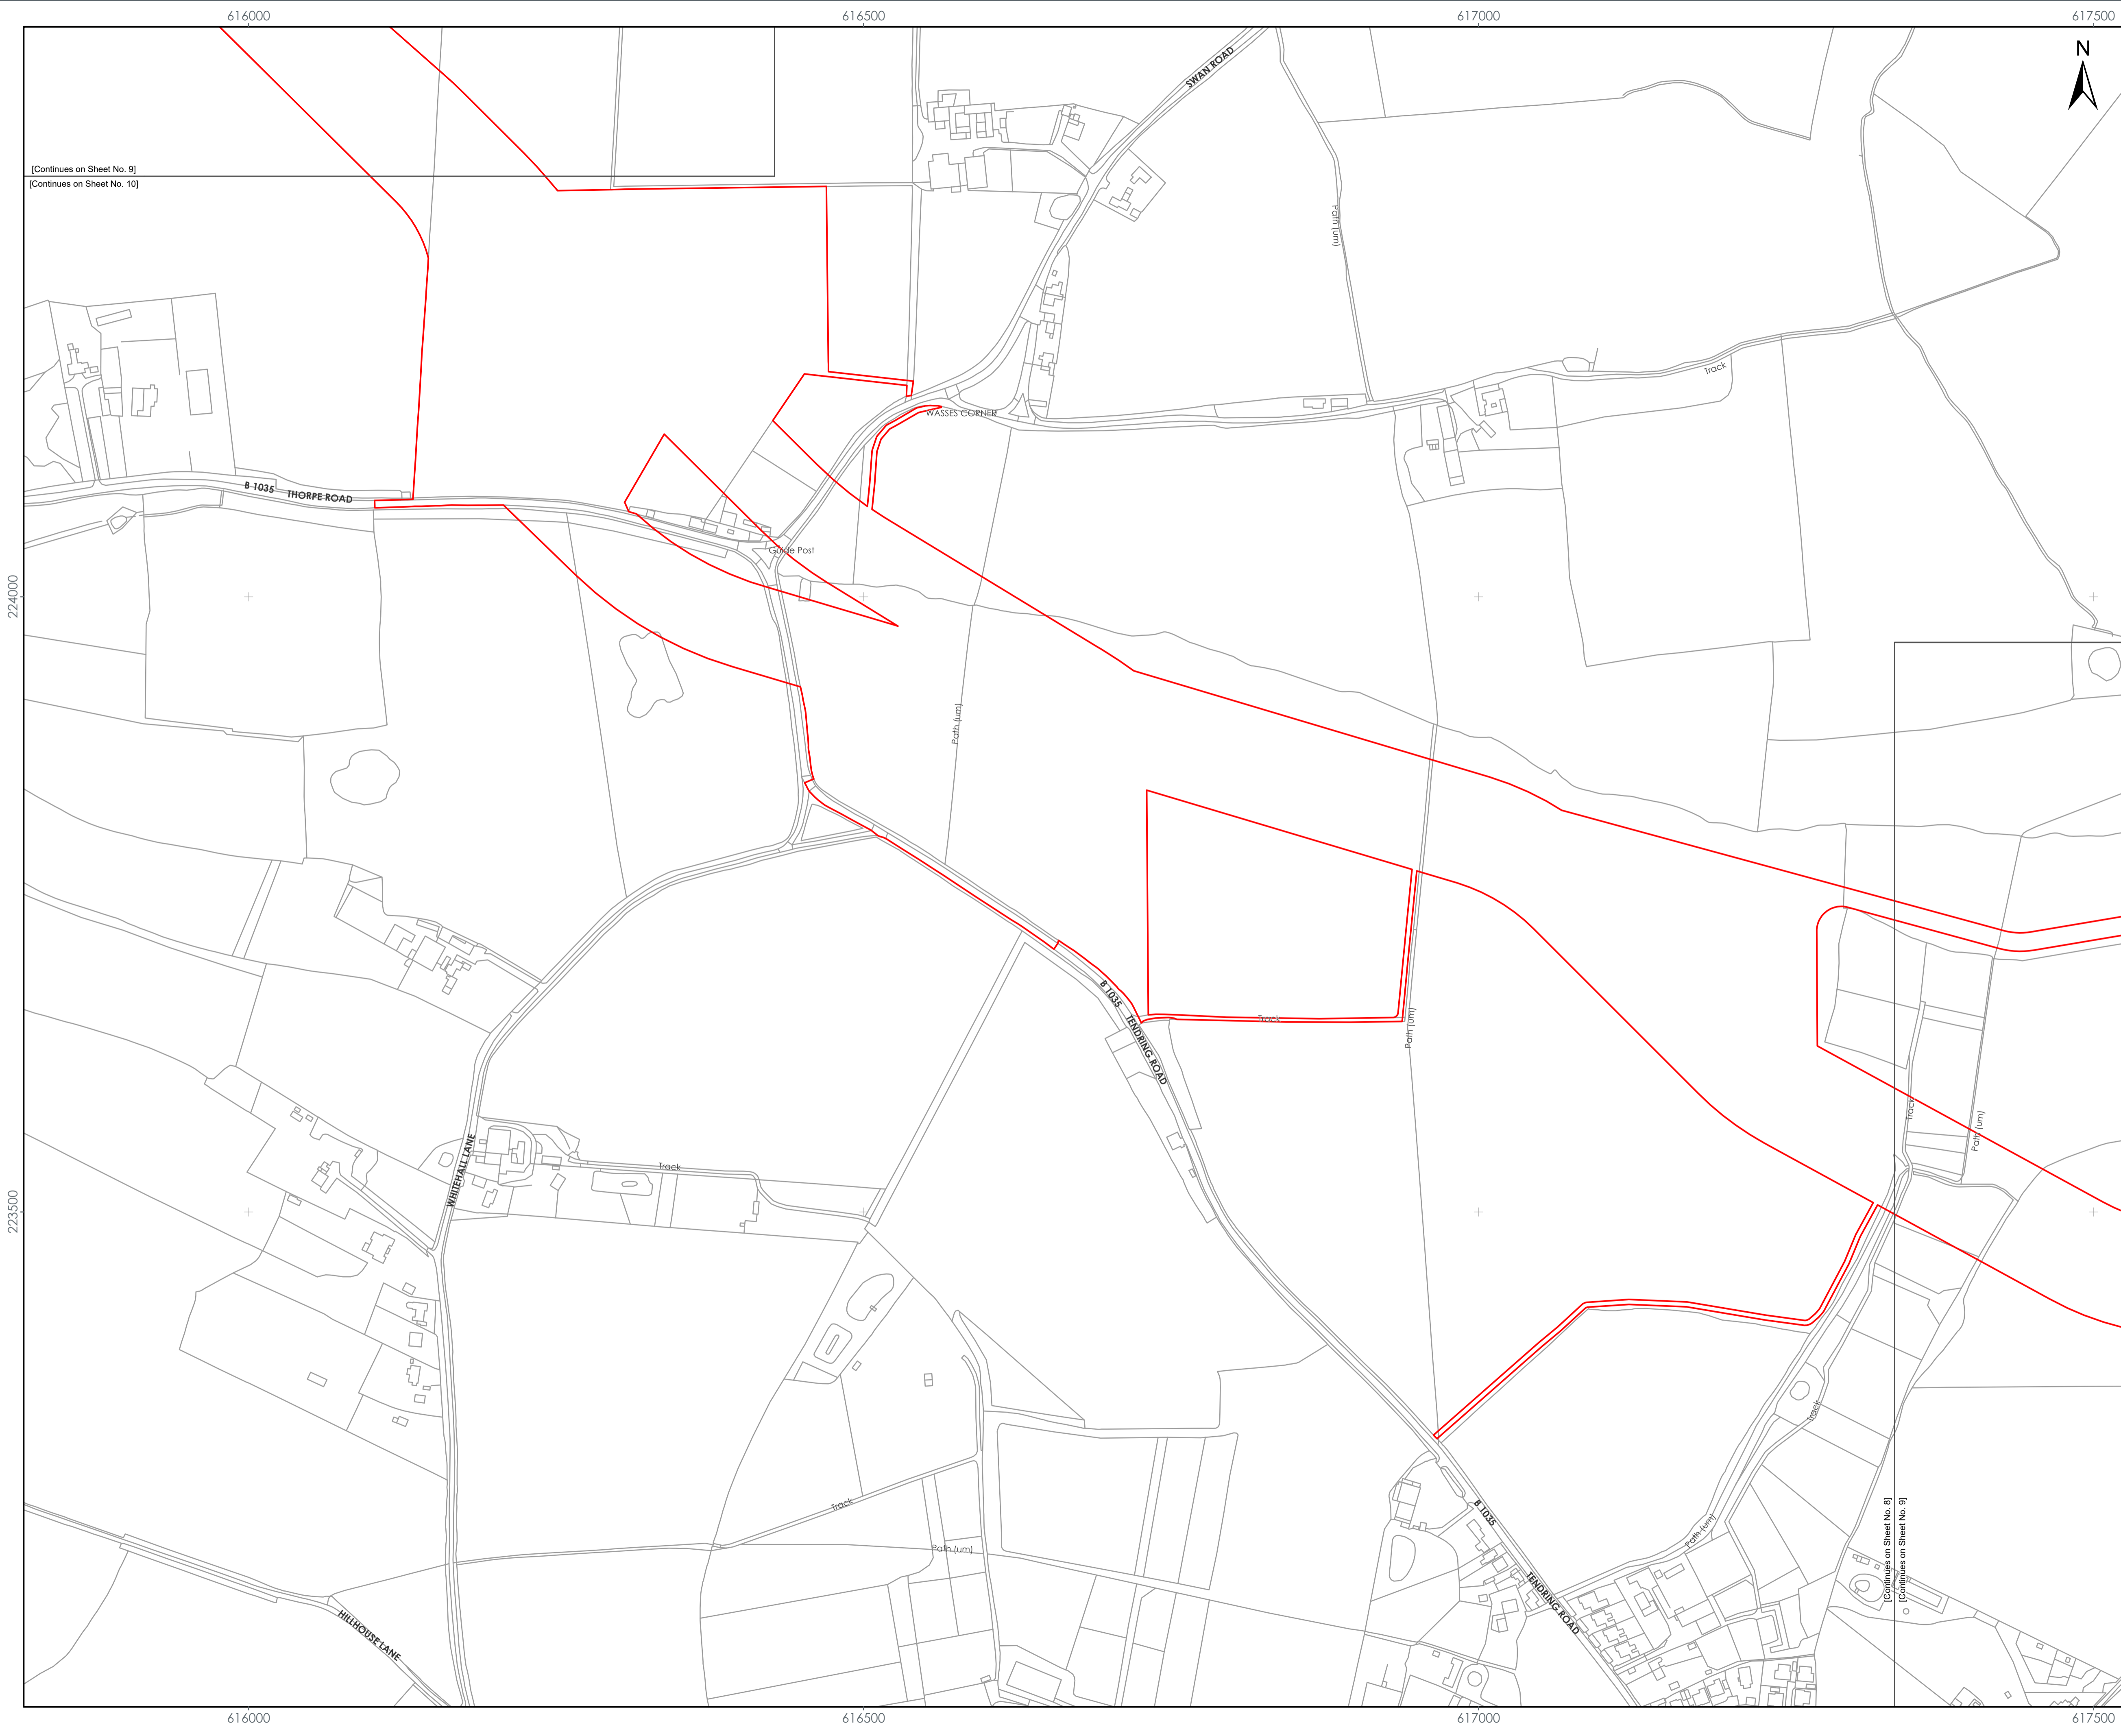 616000
616500
617000
617500
N
SWAN ROAD
[Continues on Sheet No. 9]
[Continues on Sheet No. 10]
Path (um)
Track
WASSES CORNER
B 1035
THORPE ROAD
Guide Post
224000
Path (um)
B 1035
TENDRING ROAD
Track
Path (um)
Track
Path (um)
WHITEHALL LANE
Track
223500
Track
Track
Path (um)
B 1035
TENDRING ROAD
Path (um)
[Continues on Sheet No. 8]
[Continues on Sheet No. 9]
HILLHOUSE LANE
616000
616500
617000
617500